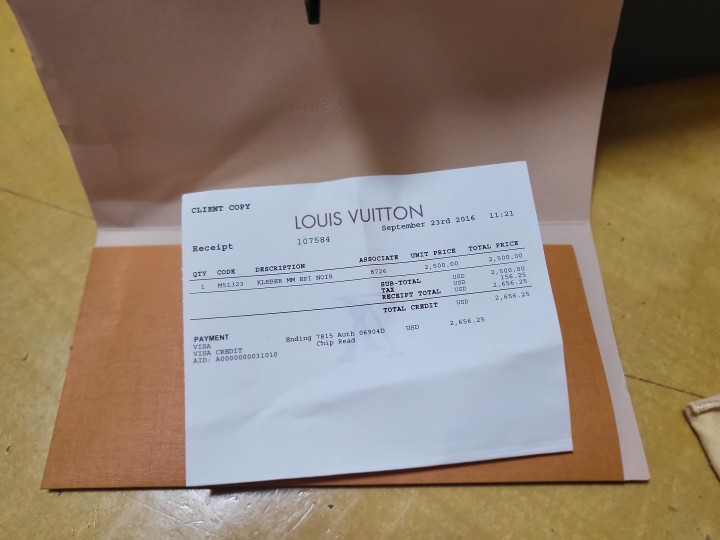 CLIENT COPY
LOUIS VUITTON
September 23rd 2016 11:21
Receipt 107584
QTY CODE DESCRIPTION ASSOCIATE UNIT PRICE TOTAL PRICE
1 M51323 KLEBER MM EPI NOIR 8726 2,500.00 2,500.00
SUB-TOTAL USD 2,500.00
TAX USD 156.25
RECEIPT TOTAL USD 2,656.25
TOTAL CREDIT USD 2,656.25
PAYMENT
VISA Ending 7815 Auth 06904D USD 2,656.25
VISA CREDIT Chip Read
AID: A0000000031010